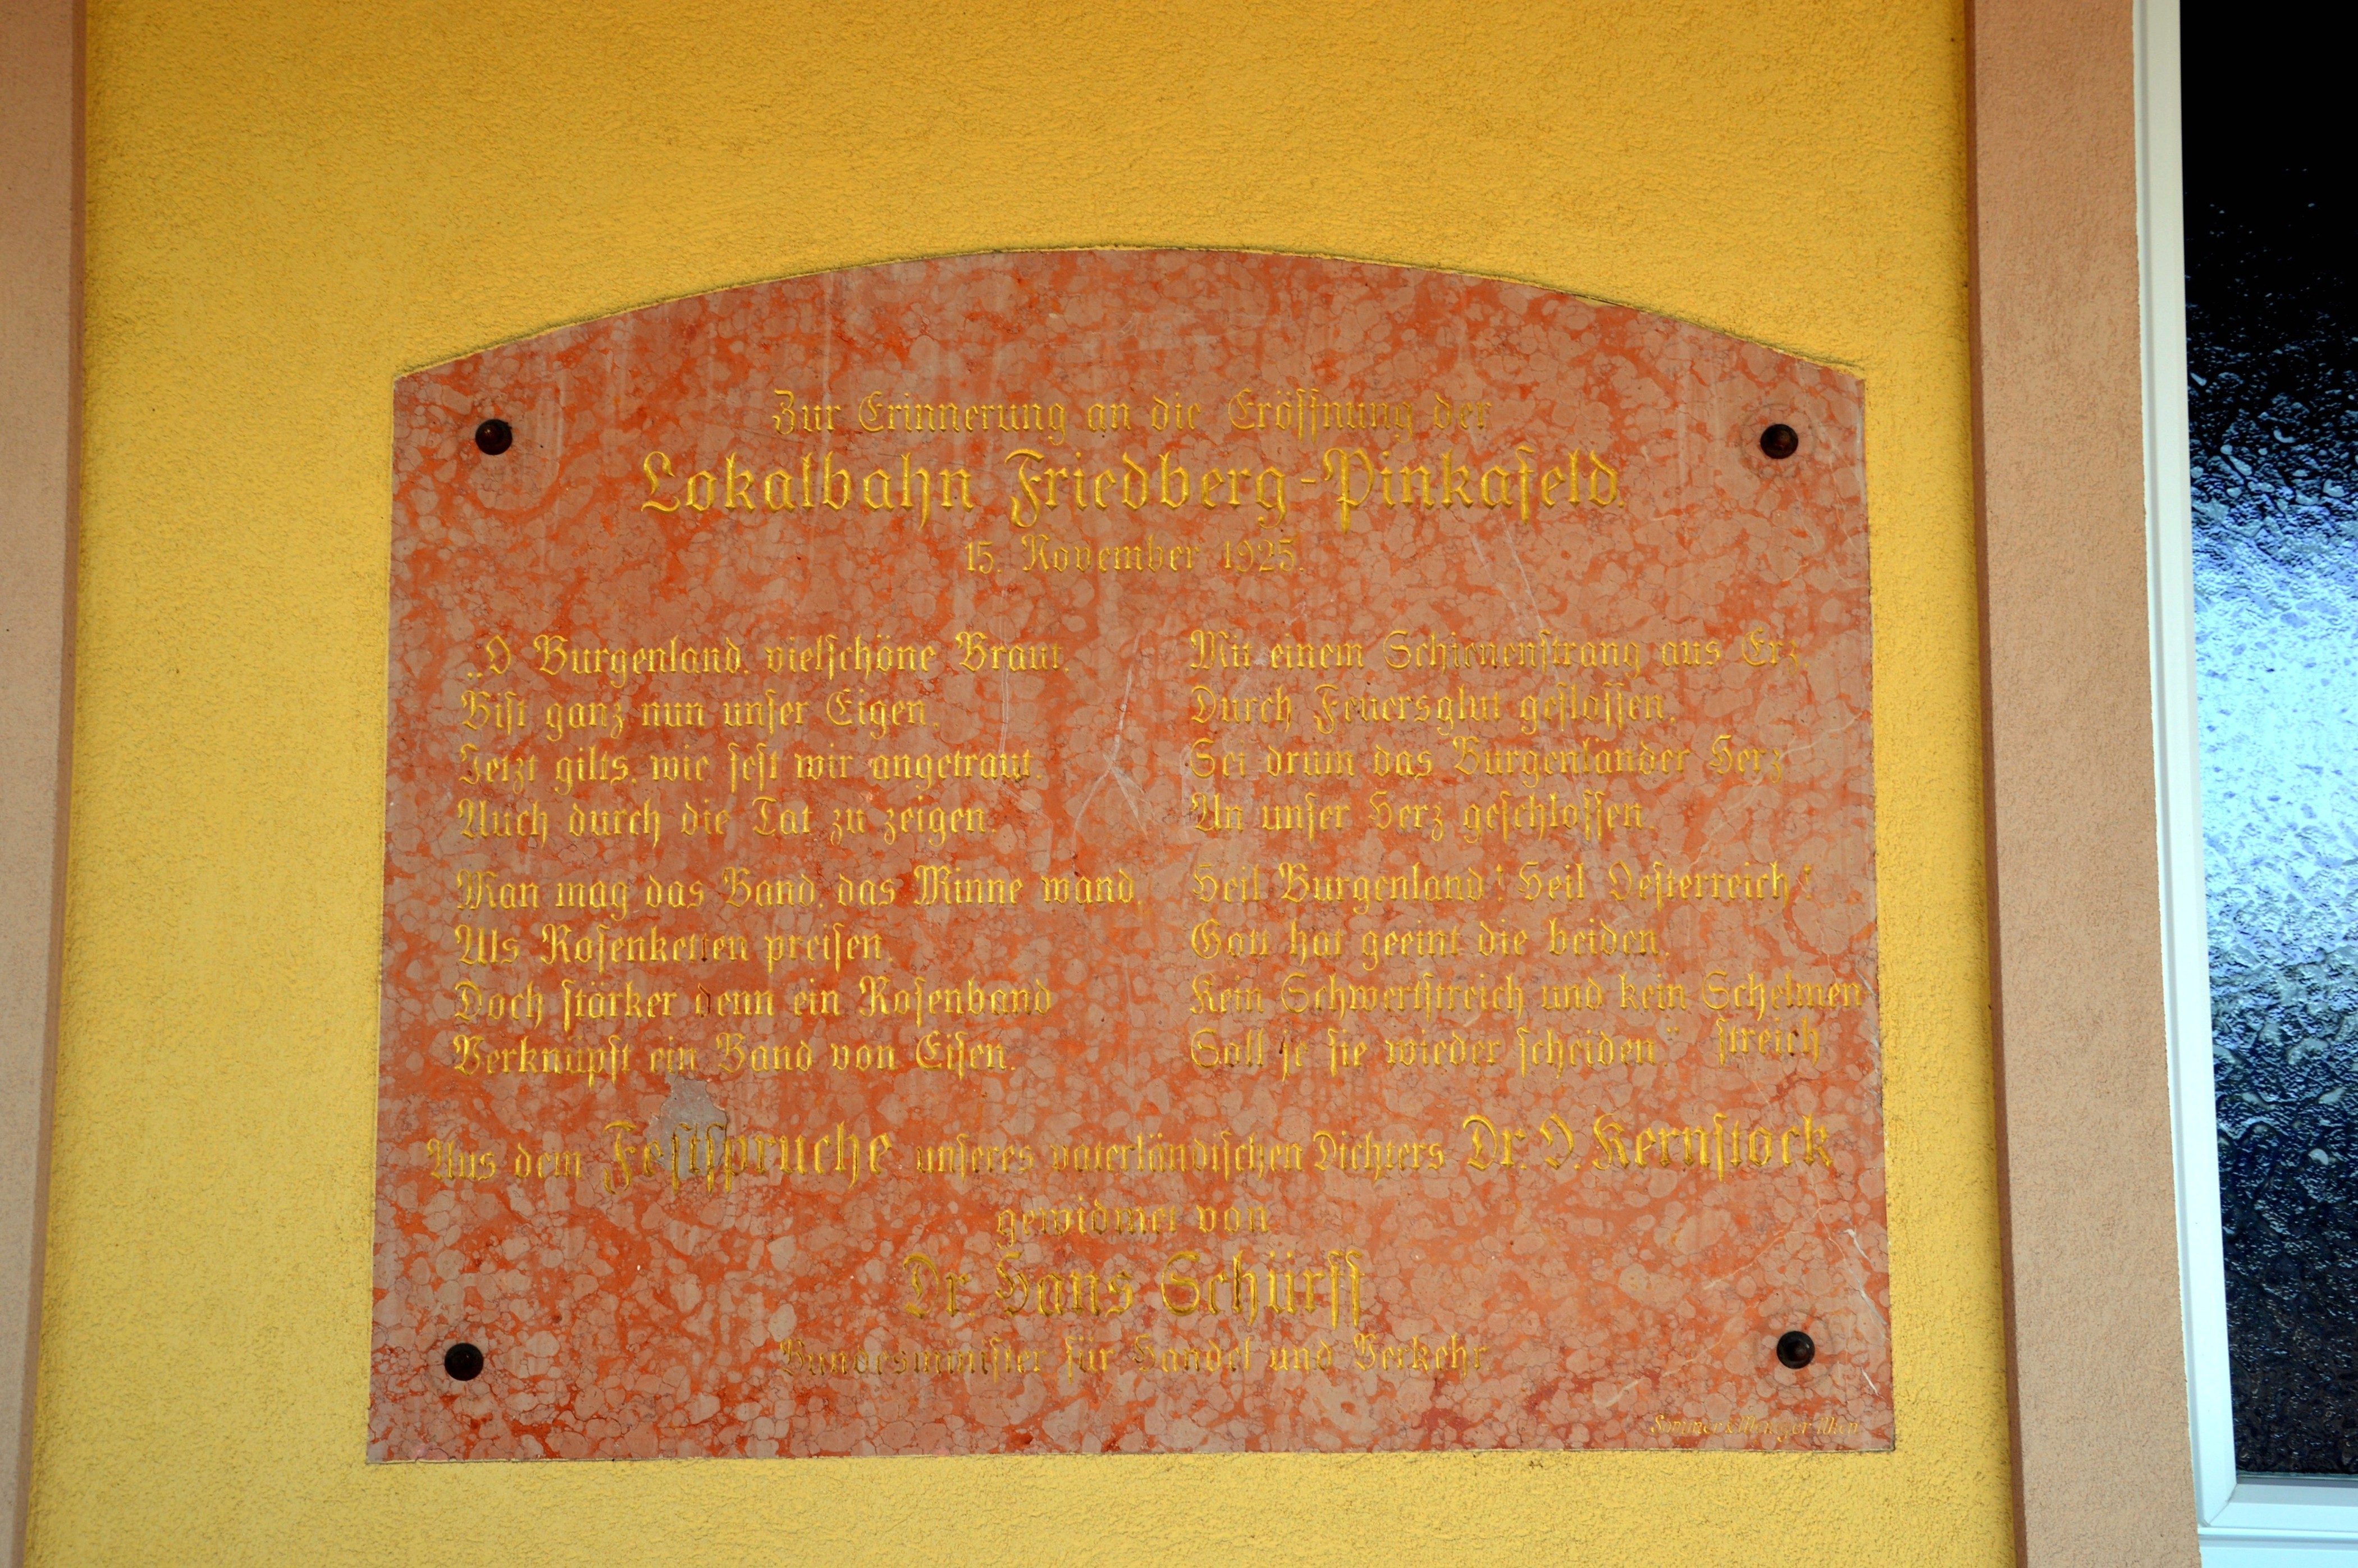 Zur Erinnerung an die Eröffnung der
Lokalbahn Friedberg-Pinkafeld.
15. November 1925.
„O Burgenland, vielschöne Braut,
Bist ganz nun unser Eigen,
Jetzt gilts, wie fest wir angetraut,
Auch durch die Tat zu zeigen.
Man mag das Band, das Minne wand,
Als Rosenketten preisen,
Doch stärker denn ein Rosenband
Verknüpft ein Band von Eisen.
Mit einem Schienenstrang aus Erz,
Durch Feuersglut geflossen,
Sei drum das Burgenlander Herz
An unser Herz geschlossen.
Heil Burgenland! Heil Oesterreich!
Gott hat geeint die beiden,
Kein Schwertstreich und kein Schelmen-
streich
Soll je sie wieder scheiden."
Aus dem Festspruche unseres vaterländischen Dichters Dr. O. Kernstock
gewidmet von
Dr. Hans Schürff
Bundesminister für Handel und Verkehr
Wien